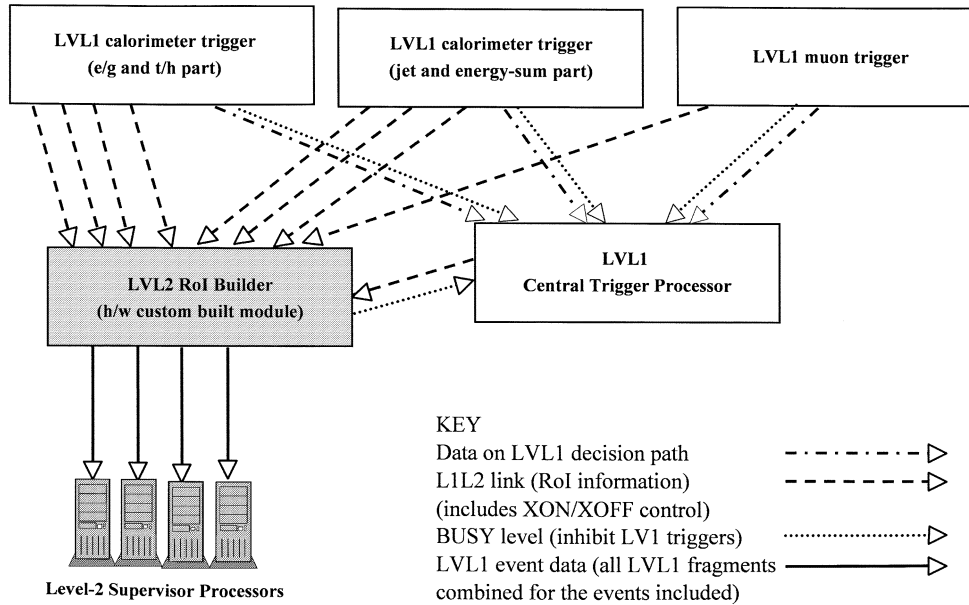 LVL1 calorimeter trigger
(e/g and t/h part)
LVL1 calorimeter trigger
(jet and energy-sum part)
LVL1 muon trigger
LVL2 RoI Builder
(h/w custom built module)
LVL1
Central Trigger Processor
Level-2 Supervisor Processors
KEY
Data on LVL1 decision path
L1L2 link (RoI information)
(includes XON/XOFF control)
BUSY level (inhibit LV1 triggers)
LVL1 event data (all LVL1 fragments
combined for the events included)